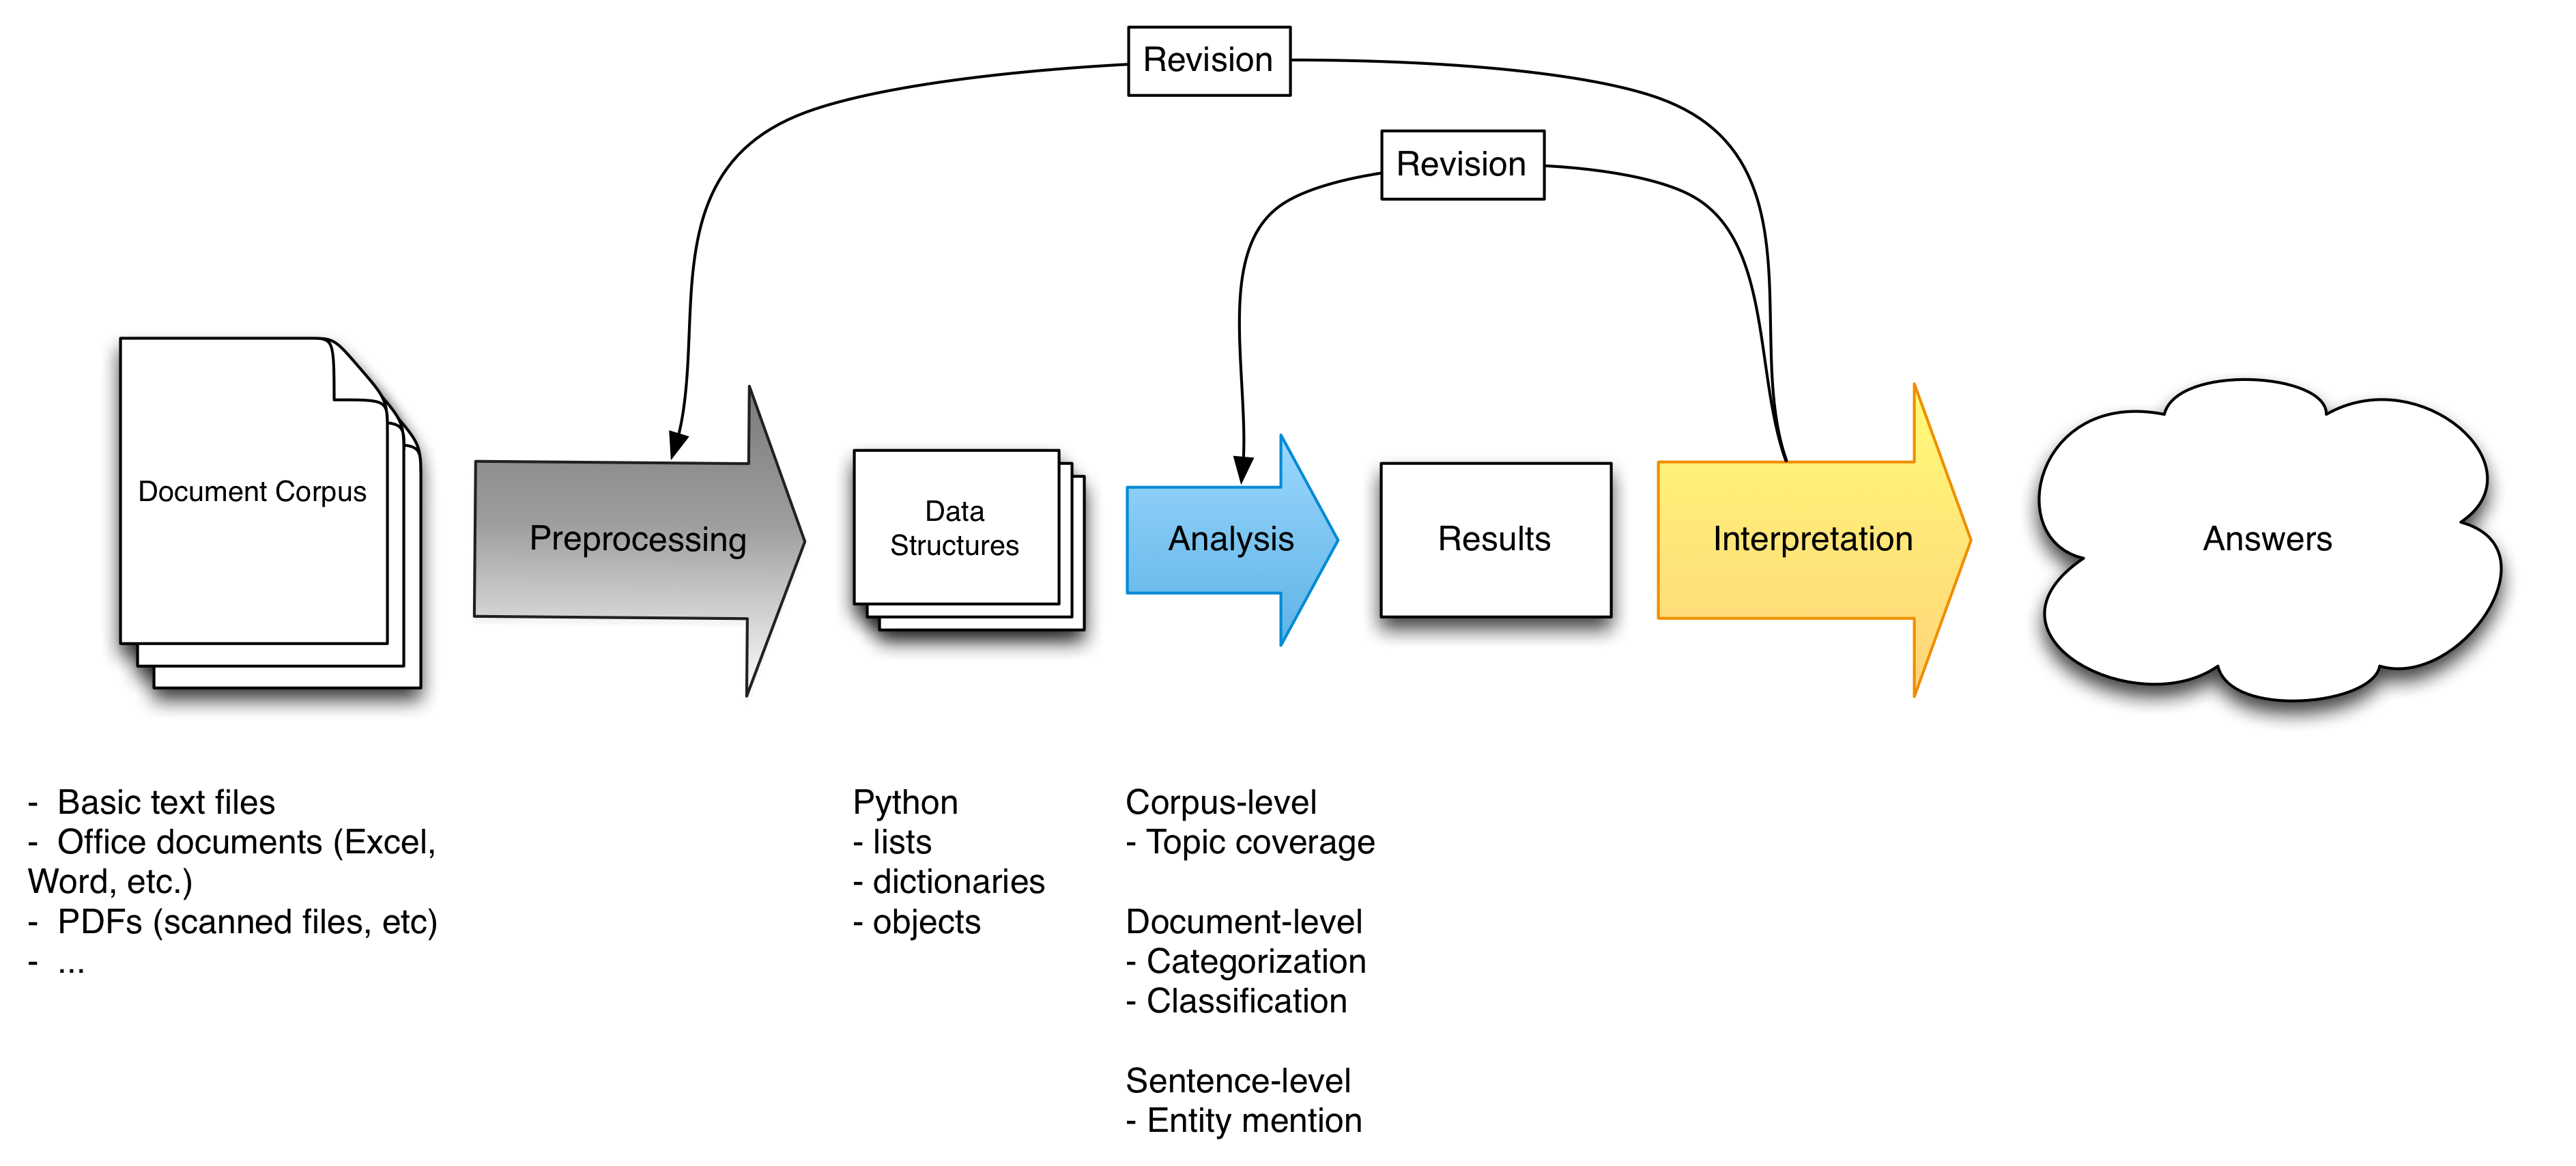 Revision
Revision
Document Corpus
Preprocessing
Data
Structures
Analysis
Results
Interpretation
Answers
- Basic text files
- Office documents (Excel,
Word, etc.)
- PDFs (scanned files, etc)
- ...
Python
- lists
- dictionaries
- objects
Corpus-level
- Topic coverage
Document-level
- Categorization
- Classification
Sentence-level
- Entity mention